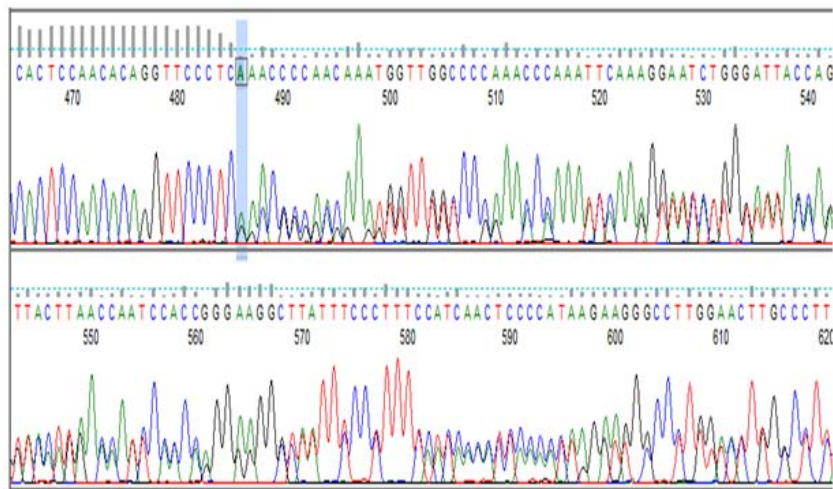 CACTCCAACACAGGTTCCCTCAAACCCCAACAAATGGTTGGCCCCAAACCCAAATTCAAAGGAATCTGGGATTACCAG
470 480 490 500 510 520 530 540
TTACTTAACCAATCCACCGGGAAGGCTTATTTCCCTTTCCATCAACTCCCCATAAGAAGGGCCTTGGAACTTGCCCTT
550 560 570 580 590 600 610 620